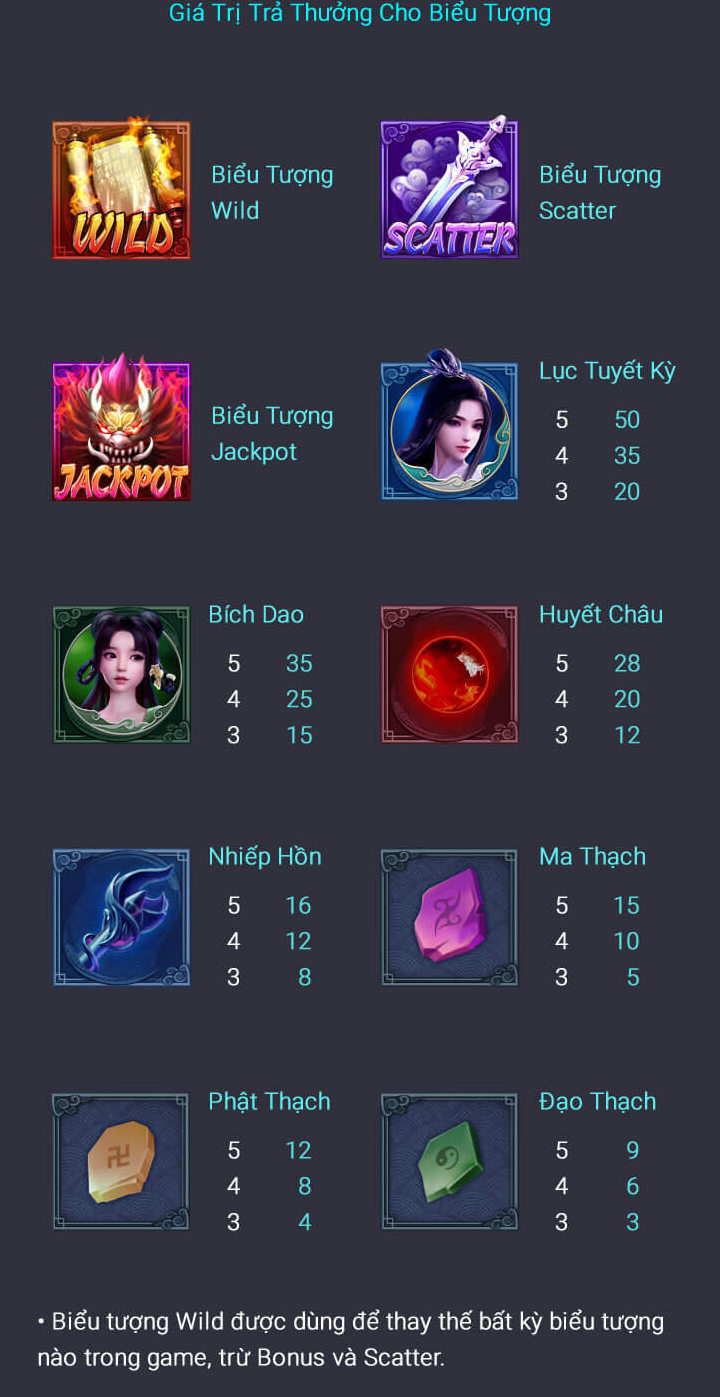 Giá Trị Trả Thưởng Cho Biểu Tượng
WILD
Biểu Tượng
Wild
SCATTER
Biểu Tượng
Scatter
JACKPOT
Biểu Tượng
Jackpot
Lục Tuyết Kỳ
5 50
4 35
3 20
Bích Dao
5 35
4 25
3 15
Huyết Châu
5 28
4 20
3 12
Nhiếp Hồn
5 16
4 12
3 8
Ma Thạch
5 15
4 10
3 5
Phật Thạch
5 12
4 8
3 4
Đạo Thạch
5 9
4 6
3 3
• Biểu tượng Wild được dùng để thay thế bất kỳ biểu tượng
nào trong game, trừ Bonus và Scatter.